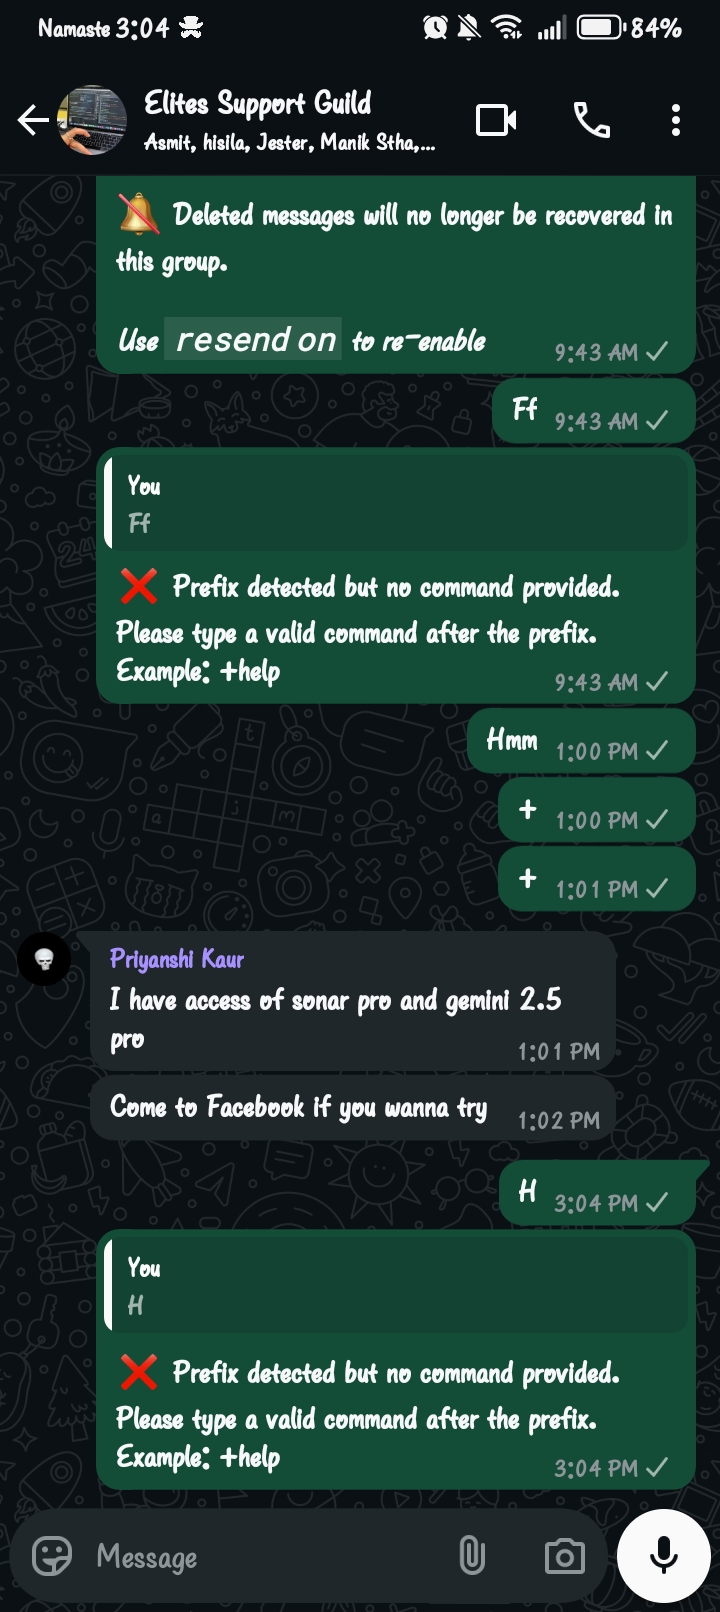 Namaste 3:04 84%
Elites Support Guild
Asmit, hisila, Jester, Manik Stha,...
Deleted messages will no longer be recovered in
this group.
Use resend on to re-enable 9:43 AM
Ff 9:43 AM
You
Ff
❌ Prefix detected but no command provided.
Please type a valid command after the prefix.
Example: +help 9:43 AM
Hmm 1:00 PM
+ 1:00 PM
+ 1:01 PM
Priyanshi Kaur
I have access of sonar pro and gemini 2.5
pro 1:01 PM
Come to Facebook if you wanna try 1:02 PM
H 3:04 PM
You
H
❌ Prefix detected but no command provided.
Please type a valid command after the prefix.
Example: +help 3:04 PM
Message